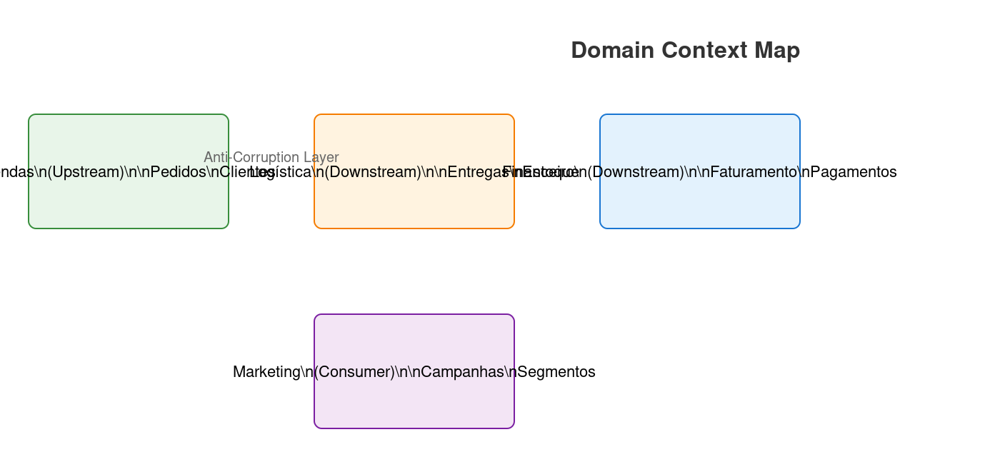 Domain Context Map
Anti-Corruption Layer
ndas\n(Upstream)\n\nPedidos\nClientes
Logística\n(Downstream)\n\nEntregas\nEstoque
Financeiro\n(Downstream)\n\nFaturamento\nPagamentos
Marketing\n(Consumer)\n\nCampanhas\nSegmentos